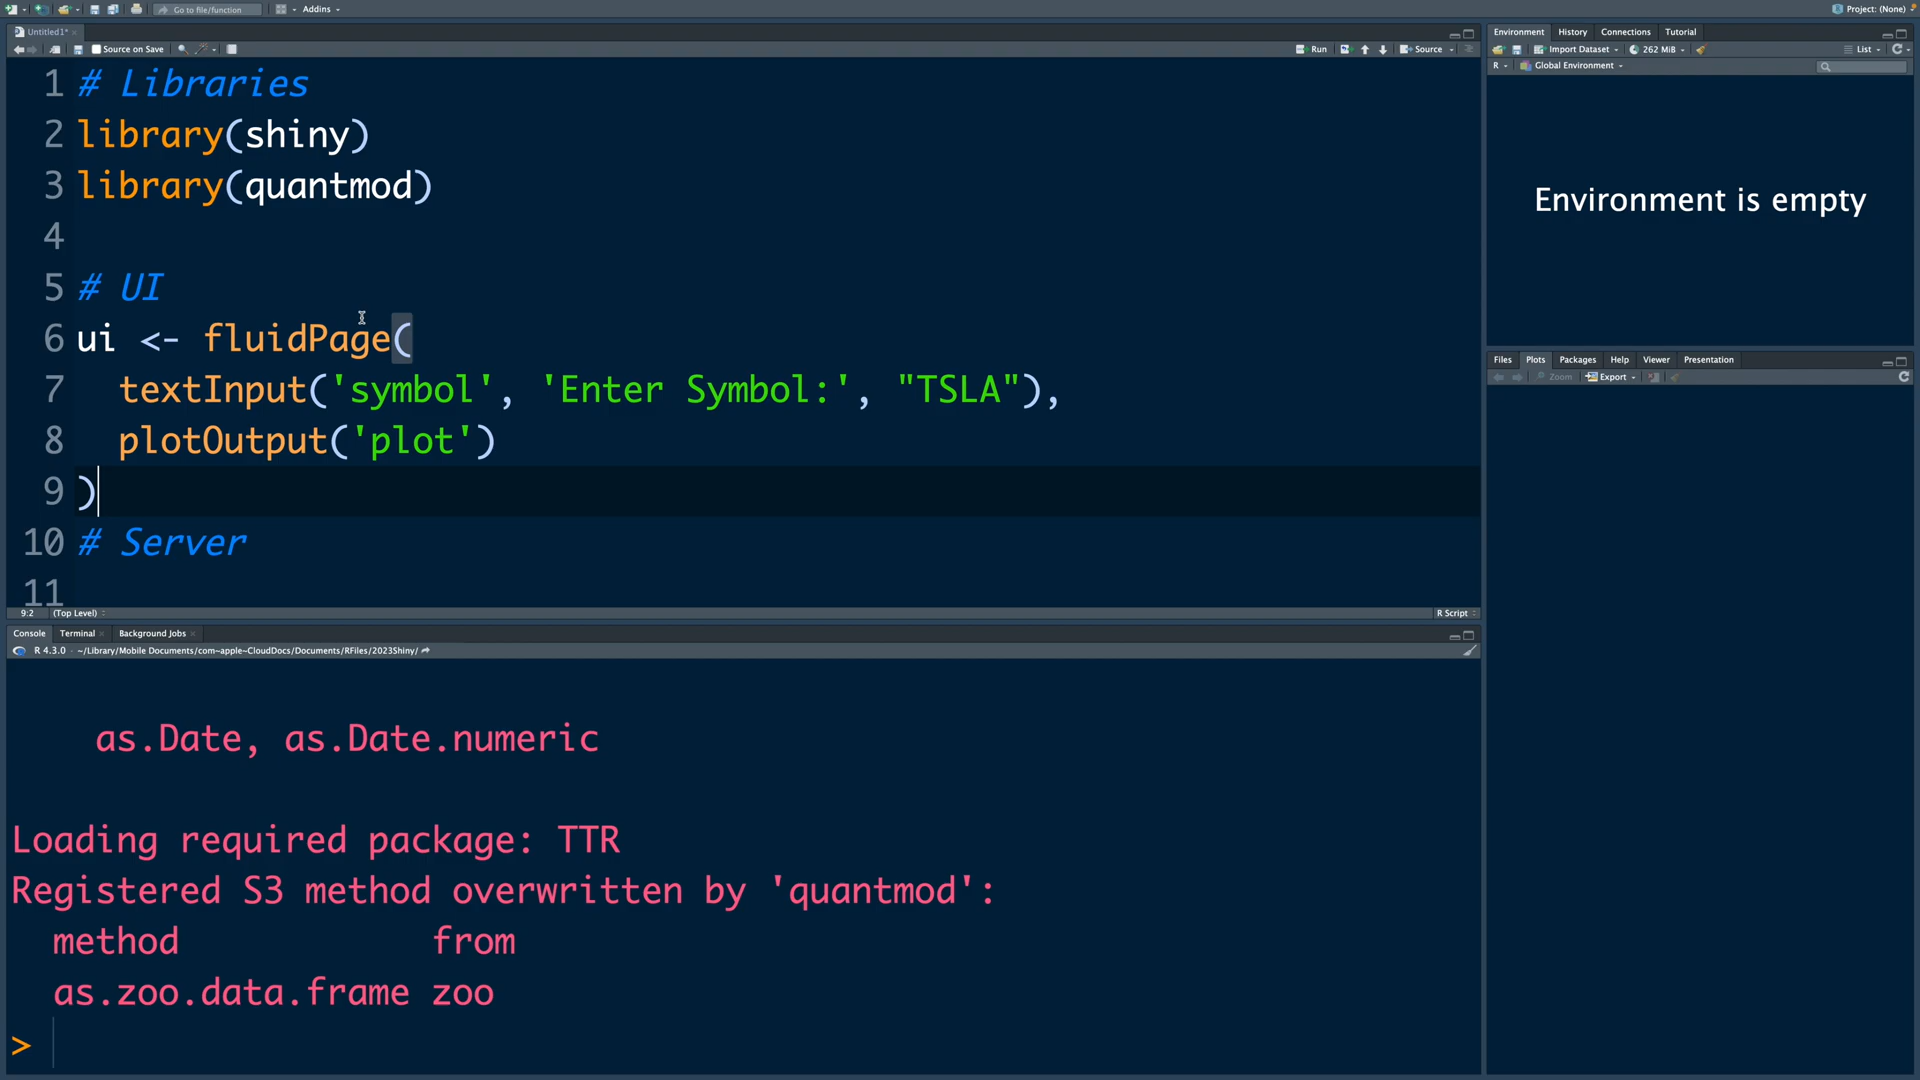 Go to file/function
Addins
Project: (None)
Untitled1*
Source on Save
Run
Source
1 # Libraries
2 library(shiny)
3 library(quantmod)
4
5 # UI
6 ui <- fluidPage(
7 textInput('symbol', 'Enter Symbol:', "TSLA"),
8 plotOutput('plot')
9 )
10 # Server
11
9:2 (Top Level)
R Script
Console Terminal Background Jobs
R 4.3.0 · ~/Library/Mobile Documents/com~apple~CloudDocs/Documents/RFiles/2023Shiny/
as.Date, as.Date.numeric
Loading required package: TTR
Registered S3 method overwritten by 'quantmod':
method from
as.zoo.data.frame zoo
>
Environment History Connections Tutorial
Import Dataset 262 MiB List
R Global Environment
Environment is empty
Files Plots Packages Help Viewer Presentation
Zoom Export